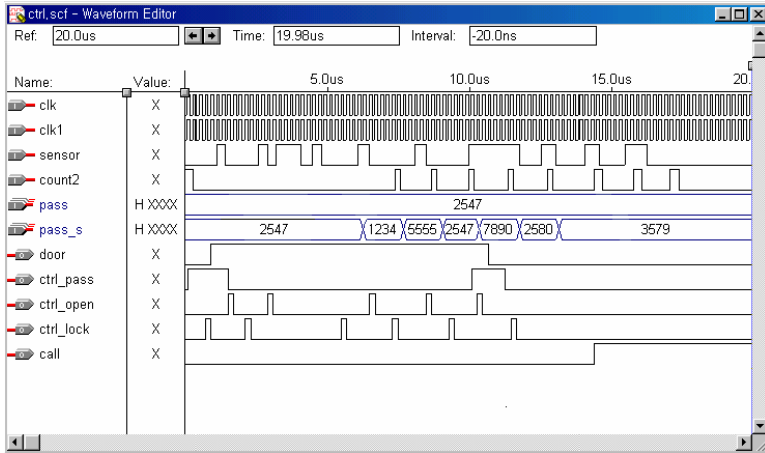 ctrl,scf - Waveform Editor
Ref: 20.0us Time: 19.98us Interval: -20.0ns
Name: Value: 5.0us 10.0us 15.0us 20.
clk X
clk1 X
sensor X
count2 X
pass H XXXX 2547
pass_s H XXXX 2547 1234 5555 2547 7890 2580 3579
door X
ctrl_pass X
ctrl_open X
ctrl_lock X
call X